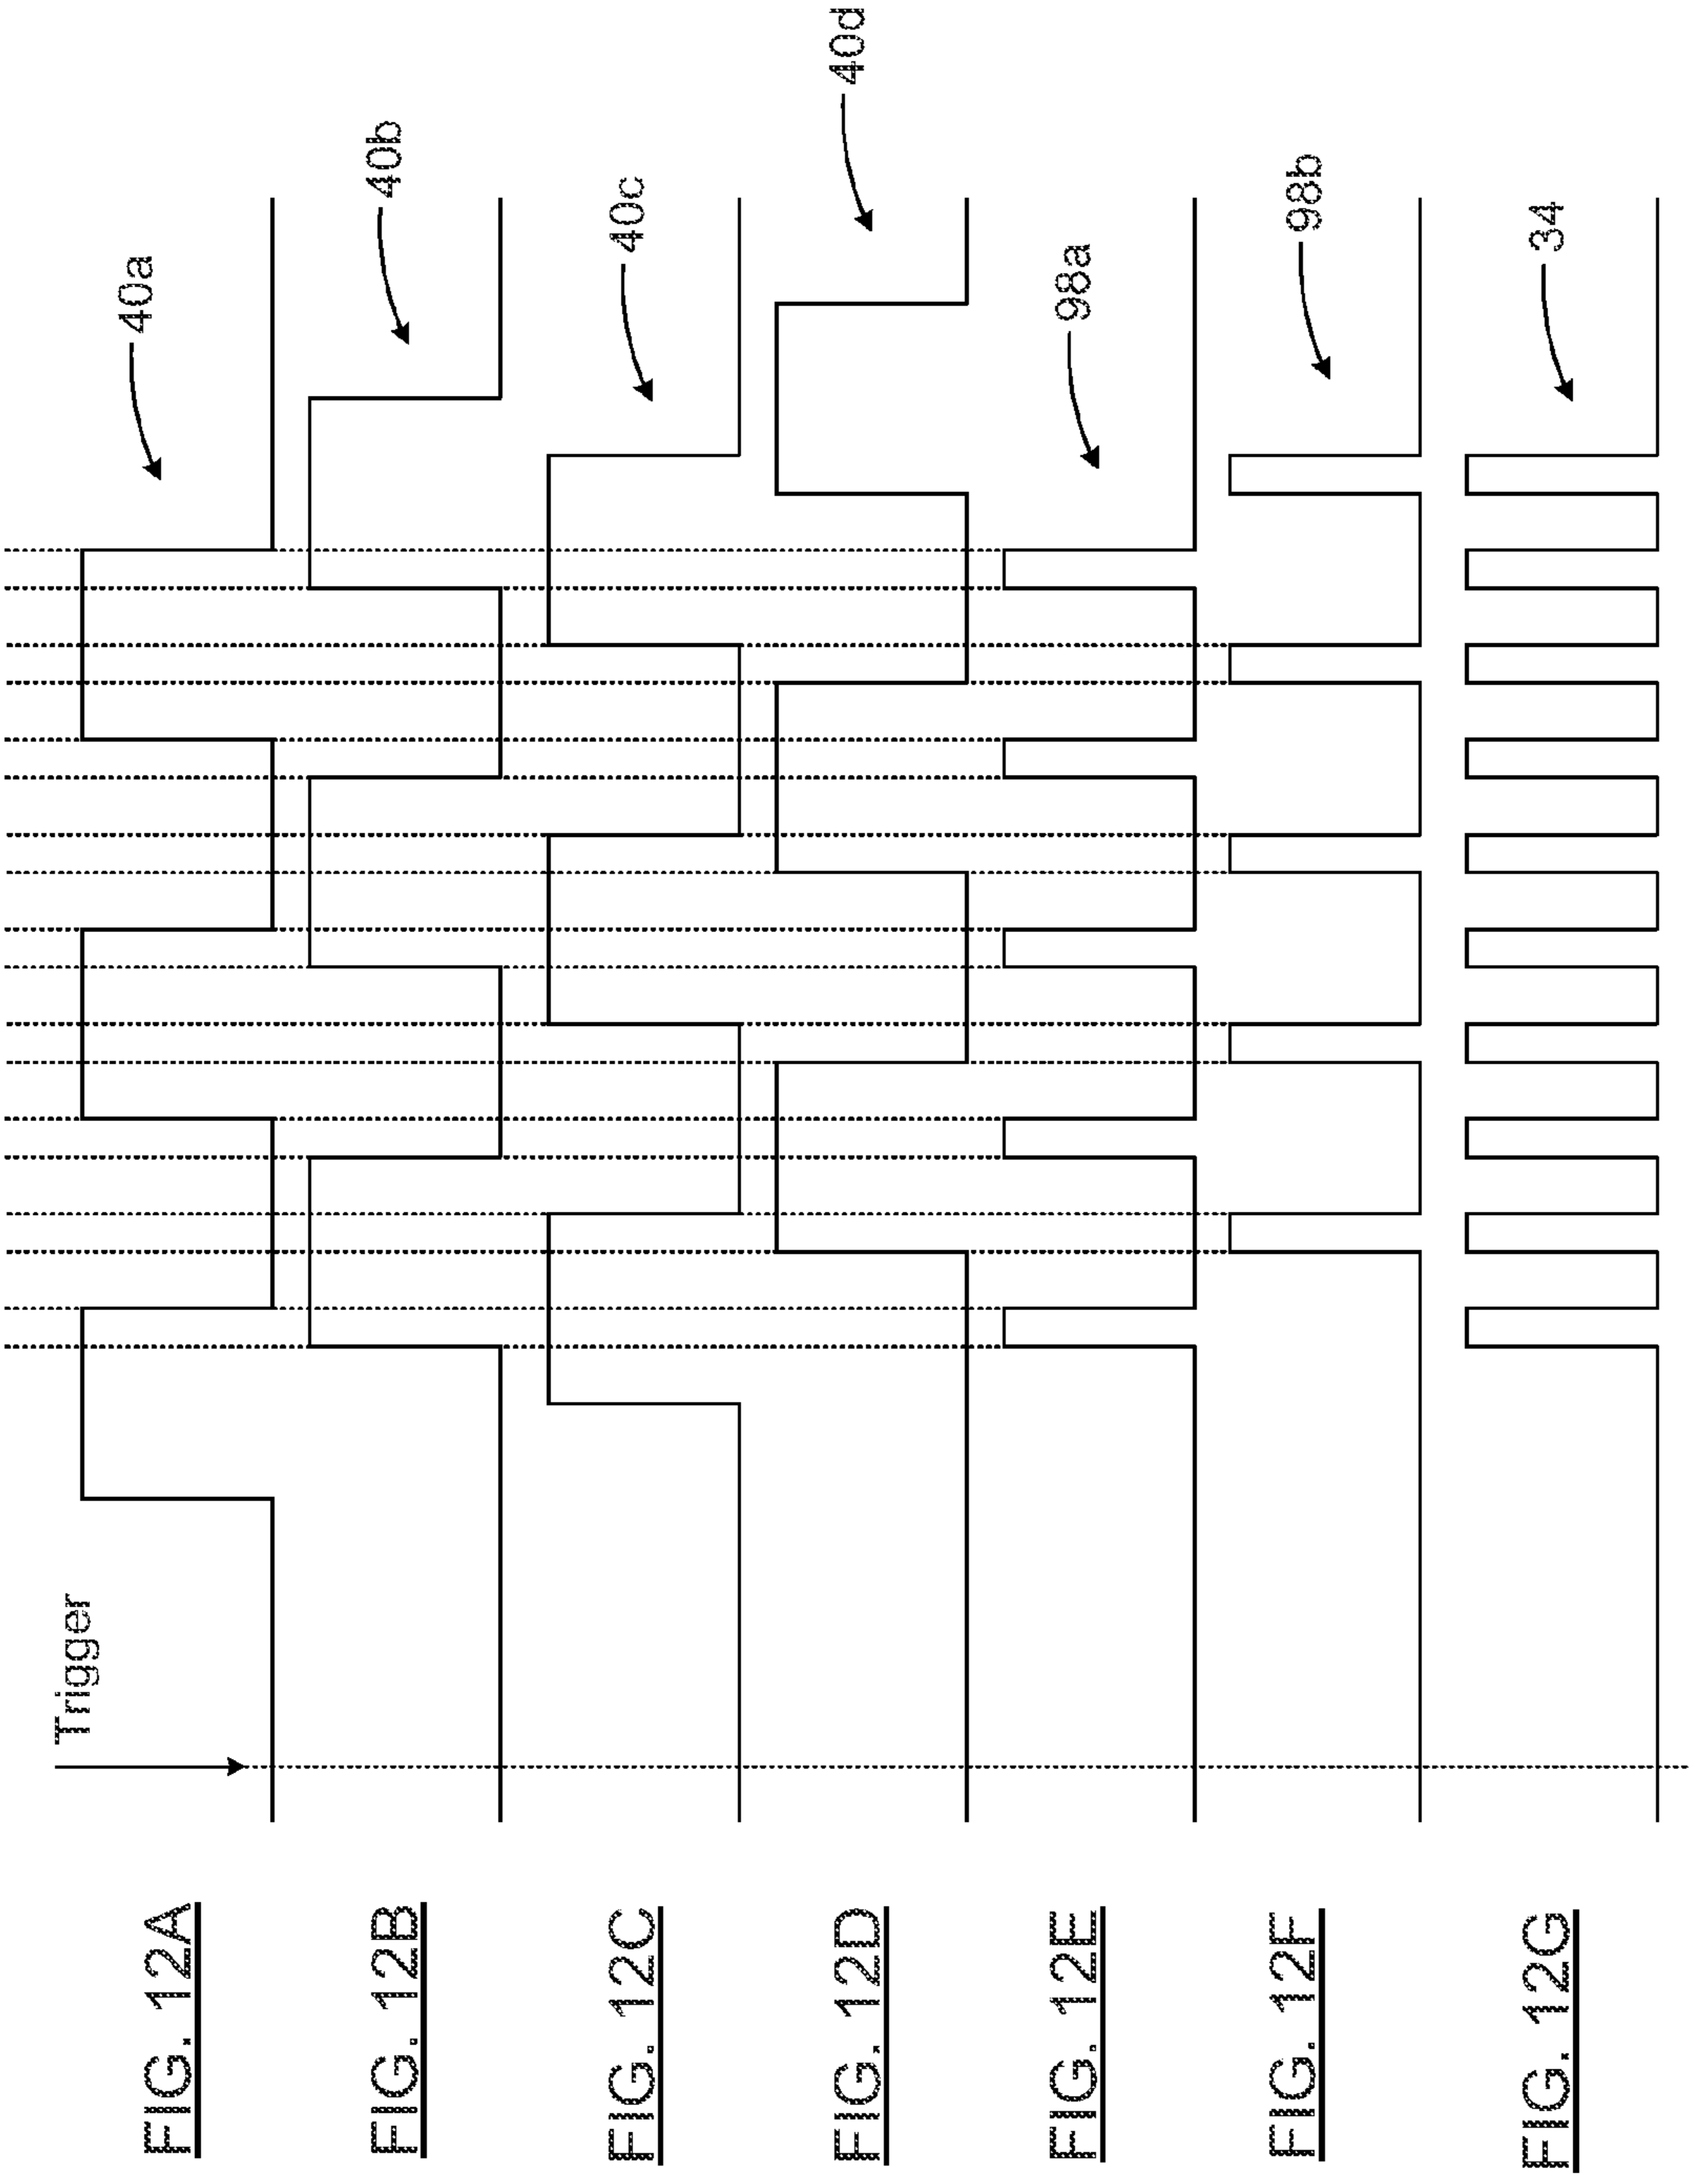 Trigger
FIG. 12A
40a
FIG. 12B
40b
FIG. 12C
40c
FIG. 12D
40d
FIG. 12E
98a
FIG. 12F
98b
FIG. 12G
34